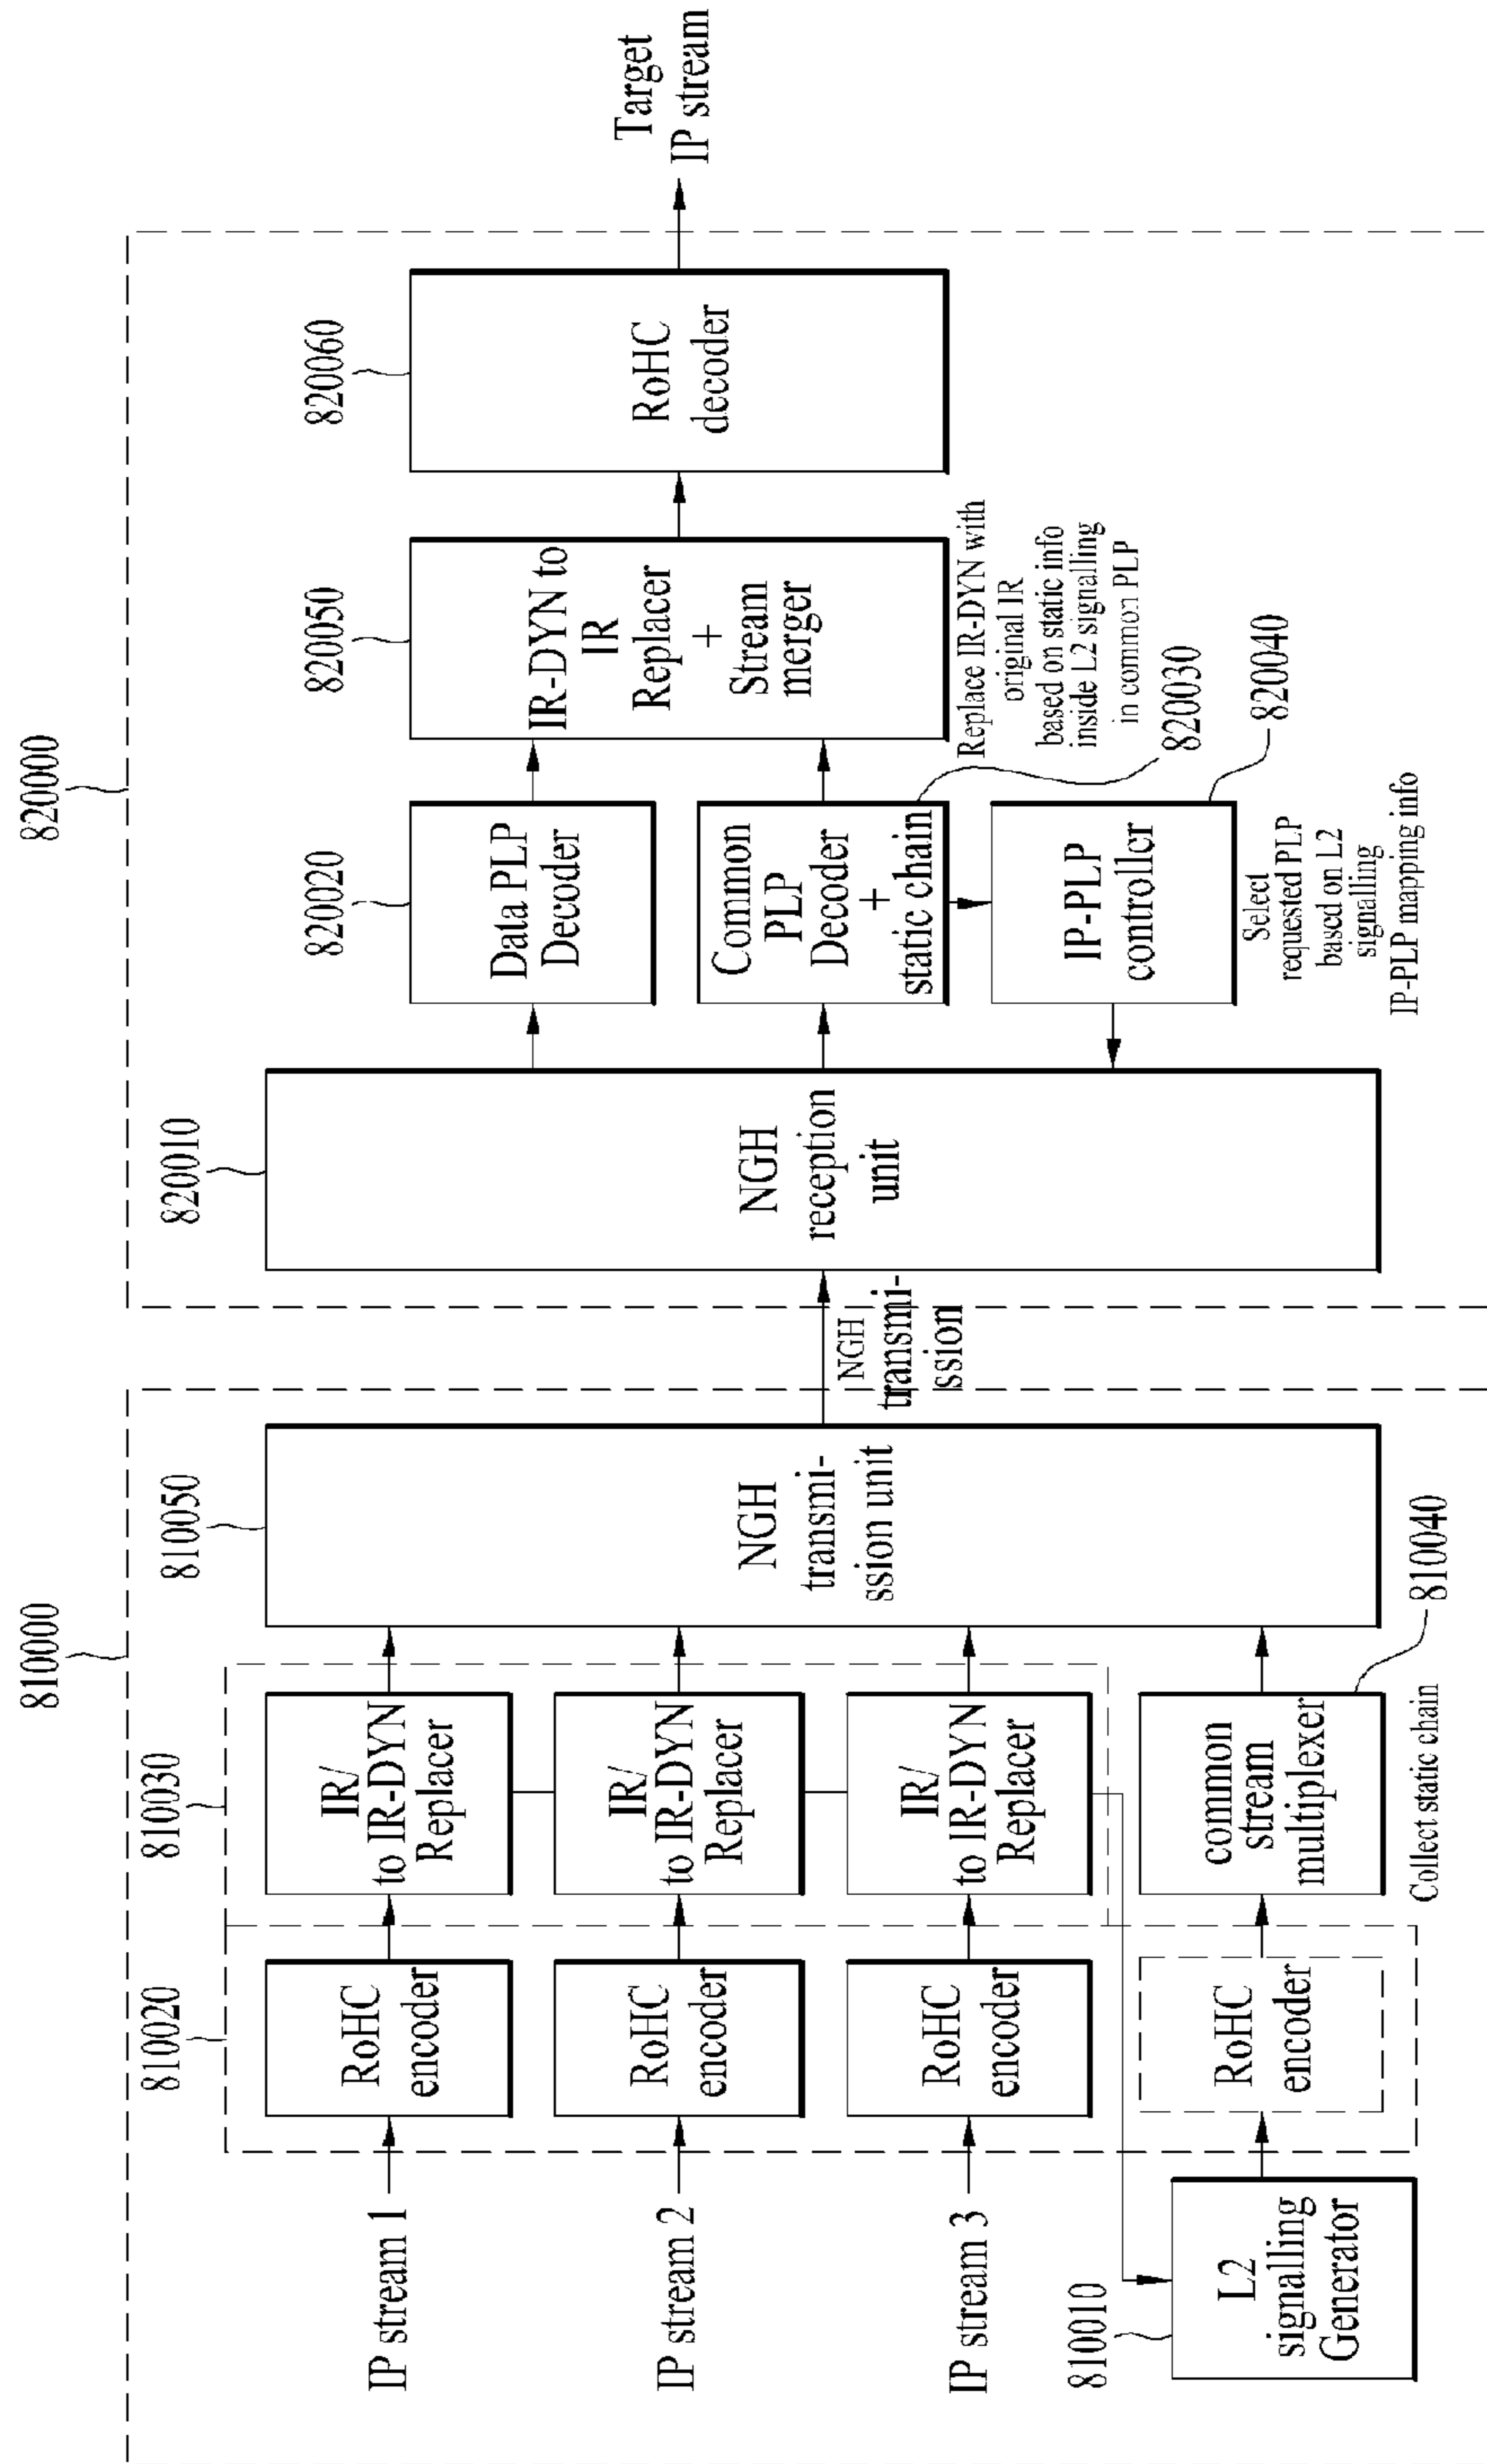 810000
810020
810030
810050
IP stream 1
RoHC
encoder
IR/
to IR-DYN
Replacer
IP stream 2
RoHC
encoder
IR/
to IR-DYN
Replacer
IP stream 3
RoHC
encoder
IR/
to IR-DYN
Replacer
810010
L2
signalling
Generator
RoHC
encoder
common
stream
multiplexer
Collect static chain
810040
NGH
transmi-
ssion unit
NGH
transmi-
ssion
820000
820010
NGH
reception
unit
820020
Data PLP
Decoder
Common
PLP
Decoder
+
static chain
820030
IP-PLP
controller
820040
Select
requested PLP
based on L2
signalling
IP-PLP mapping info
820050
IR-DYN to
IR
Replacer
+
Stream
merger
Replace IR-DYN with
original IR
based on static info
inside L2 signalling
in common PLP
820060
RoHC
decoder
Target
IP stream